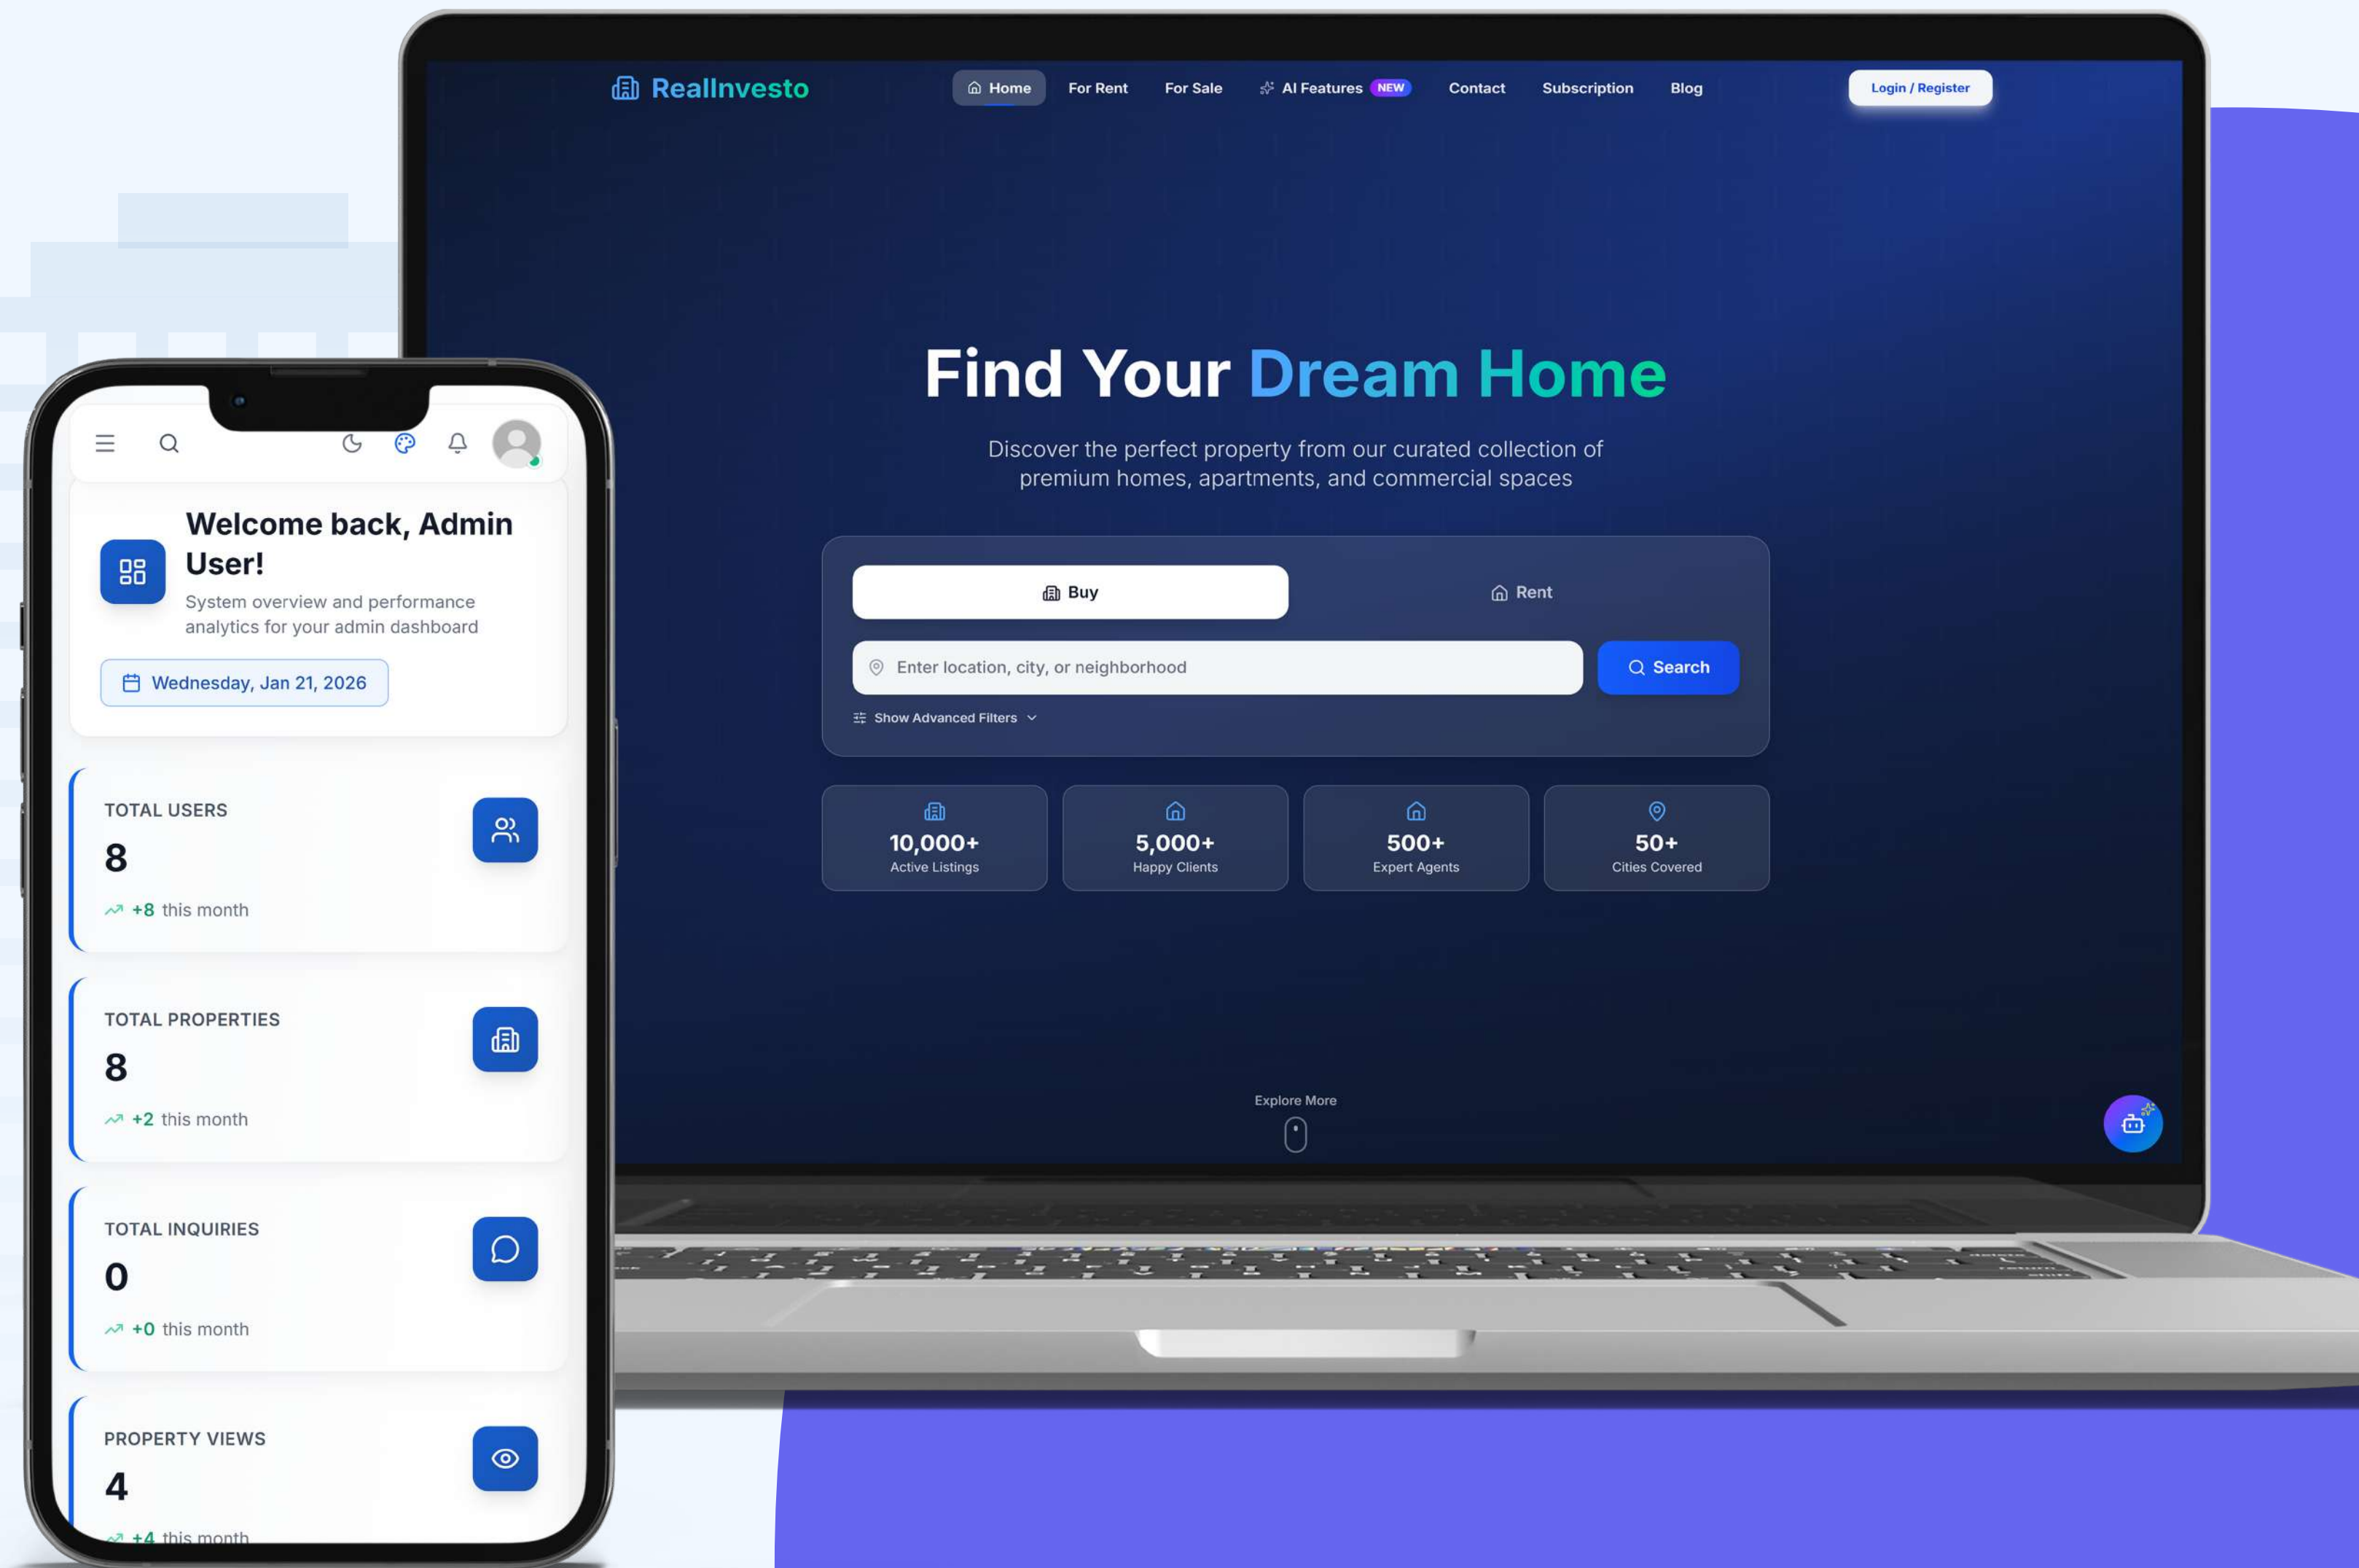 RealInvesto
Home
For Rent
For Sale
AI Features NEW
Contact
Subscription
Blog
Login / Register
Find Your Dream Home
Discover the perfect property from our curated collection of
premium homes, apartments, and commercial spaces
Buy
Rent
Enter location, city, or neighborhood
Search
Show Advanced Filters
10,000+
Active Listings
5,000+
Happy Clients
500+
Expert Agents
50+
Cities Covered
Explore More
Welcome back, Admin
User!
System overview and performance
analytics for your admin dashboard
Wednesday, Jan 21, 2026
TOTAL USERS
8
+8 this month
TOTAL PROPERTIES
8
+2 this month
TOTAL INQUIRIES
0
+0 this month
PROPERTY VIEWS
4
+4 this month